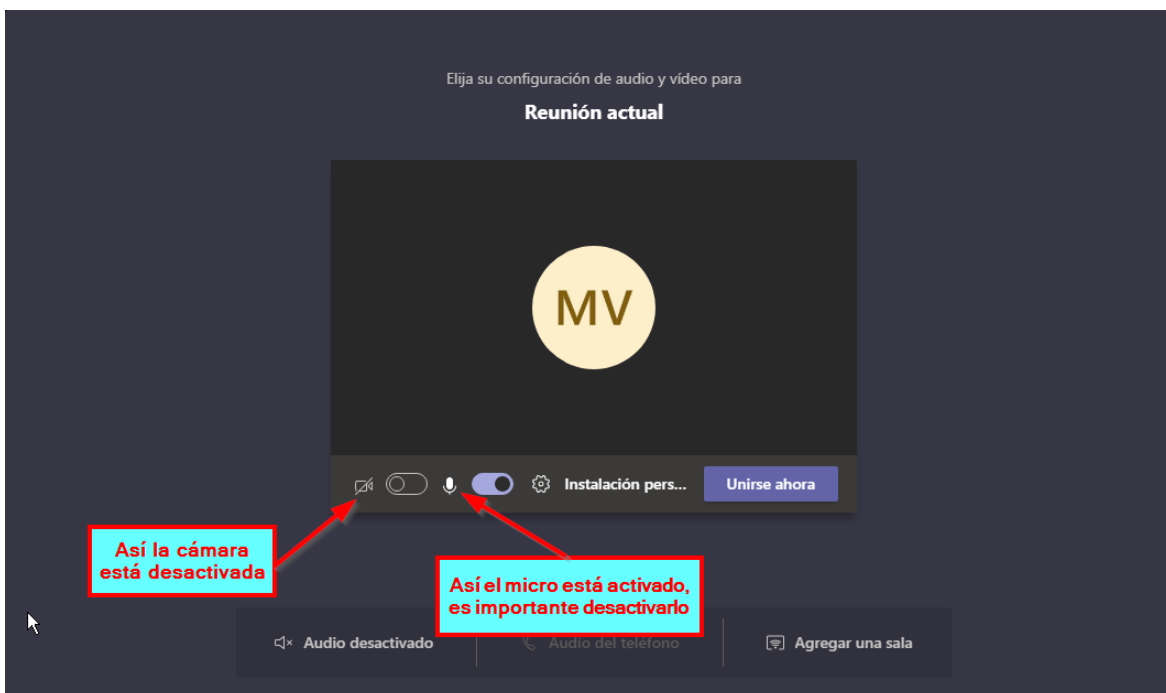 Elija su configuración de audio y vídeo para
Reunión actual
MV
Instalación pers...
Unirse ahora
Así la cámara
está desactivada
Así el micro está activado,
es importante desactivarlo
Audio desactivado
Audio del teléfono
Agregar una sala